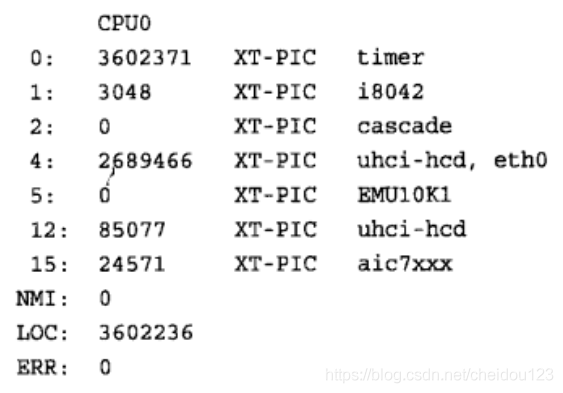 CPU0
0: 3602371 XT-PIC timer
1: 3048 XT-PIC i8042
2: 0 XT-PIC cascade
4: 2689466 XT-PIC uhci-hcd, eth0
5: 0 XT-PIC EMU10K1
12: 85077 XT-PIC uhci-hcd
15: 24571 XT-PIC aic7xxx
NMI: 0
LOC: 3602236
ERR: 0
https://blog.csdn.net/cheidou123